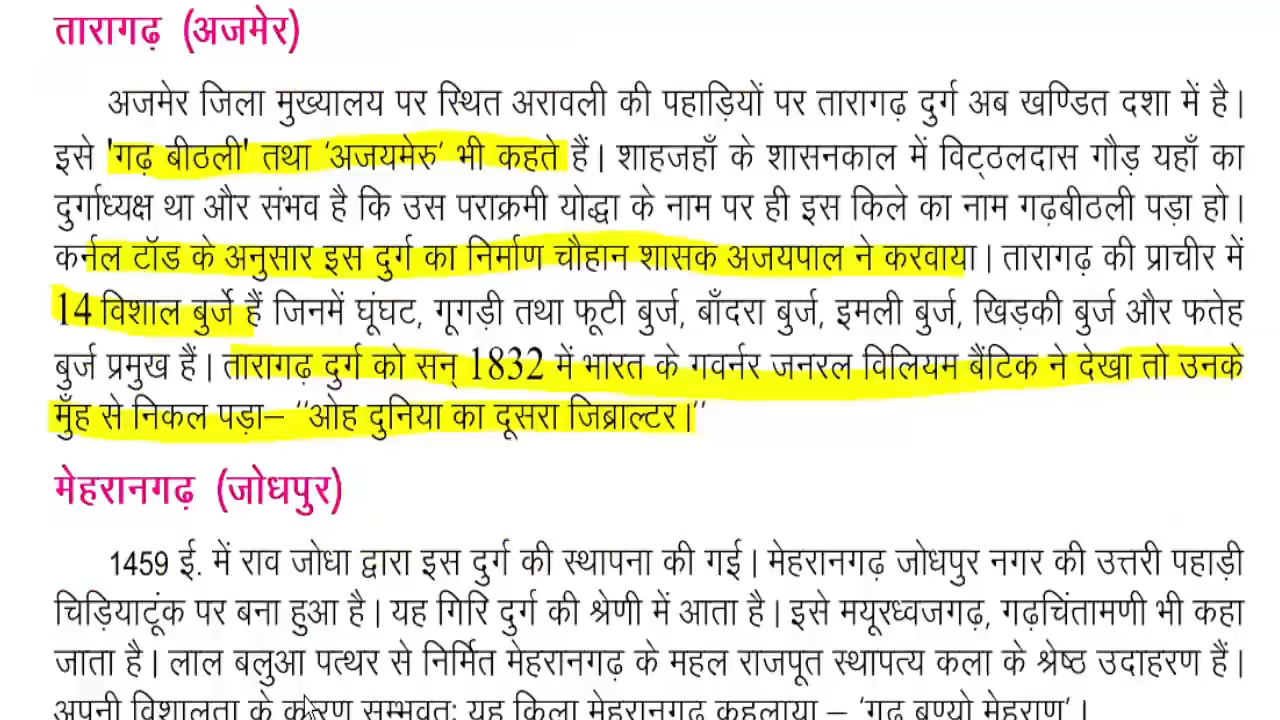 तारागढ़ (अजमेर)
अजमेर जिला मुख्यालय पर स्थित अरावली की पहाड़ियों पर तारागढ़ दुर्ग अब खण्डित दशा में है।
इसे 'गढ़ बीठली' तथा 'अजयमेरु' भी कहते हैं। शाहजहाँ के शासनकाल में विट्ठलदास गौड़ यहाँ का
दुर्गाध्यक्ष था और संभव है कि उस पराक्रमी योद्धा के नाम पर ही इस किले का नाम गढ़बीठली पड़ा हो।
कर्नल टॉड के अनुसार इस दुर्ग का निर्माण चौहान शासक अजयपाल ने करवाया। तारागढ़ की प्राचीर में
14 विशाल बुर्जे हैं जिनमें घूंघट, गूगड़ी तथा फूटी बुर्ज, बाँदरा बुर्ज, इमली बुर्ज, खिड़की बुर्ज और फतेह
बुर्ज प्रमुख हैं। तारागढ़ दुर्ग को सन् 1832 में भारत के गवर्नर जनरल विलियम बैंटिक ने देखा तो उनके
मुँह से निकल पड़ा– "ओह दुनिया का दूसरा जिब्राल्टर।"
मेहरानगढ़ (जोधपुर)
1459 ई. में राव जोधा द्वारा इस दुर्ग की स्थापना की गई। मेहरानगढ़ जोधपुर नगर की उत्तरी पहाड़ी
चिड़ियाटूंक पर बना हुआ है। यह गिरि दुर्ग की श्रेणी में आता है। इसे मयूरध्वजगढ़, गढ़चिंतामणी भी कहा
जाता है। लाल बलुआ पत्थर से निर्मित मेहरानगढ़ के महल राजपूत स्थापत्य कला के श्रेष्ठ उदाहरण हैं।
अपनी विशालता के कारण सम्भवतः यह किला मेहरानगढ़ कहलाया – 'गढ़ बण्यो मेहराण'।